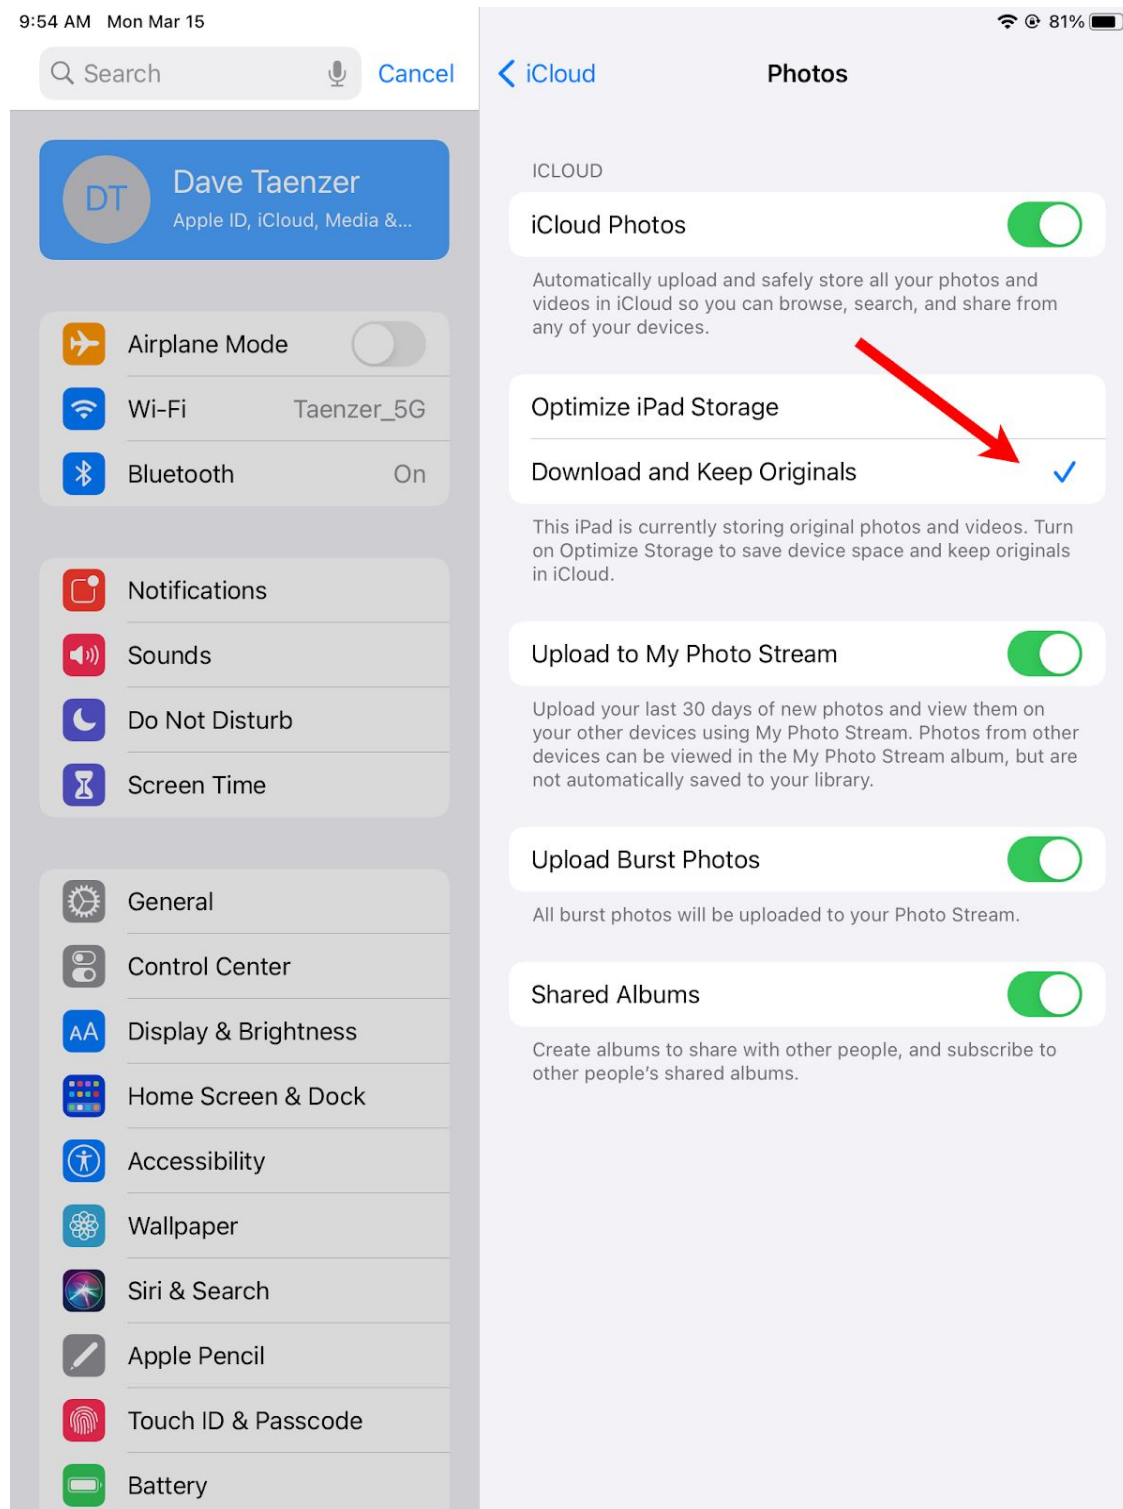 9:54 AM Mon Mar 15
81%
Search
Cancel
DT
Dave Taenzer
Apple ID, iCloud, Media &...
Airplane Mode
Wi-Fi Taenzer_5G
Bluetooth On
Notifications
Sounds
Do Not Disturb
Screen Time
General
Control Center
AA
Display & Brightness
Home Screen & Dock
Accessibility
Wallpaper
Siri & Search
Apple Pencil
Touch ID & Passcode
Battery
iCloud
Photos
ICLOUD
iCloud Photos
Automatically upload and safely store all your photos and
videos in iCloud so you can browse, search, and share from
any of your devices.
Optimize iPad Storage
Download and Keep Originals
This iPad is currently storing original photos and videos. Turn
on Optimize Storage to save device space and keep originals
in iCloud.
Upload to My Photo Stream
Upload your last 30 days of new photos and view them on
your other devices using My Photo Stream. Photos from other
devices can be viewed in the My Photo Stream album, but are
not automatically saved to your library.
Upload Burst Photos
All burst photos will be uploaded to your Photo Stream.
Shared Albums
Create albums to share with other people, and subscribe to
other people's shared albums.